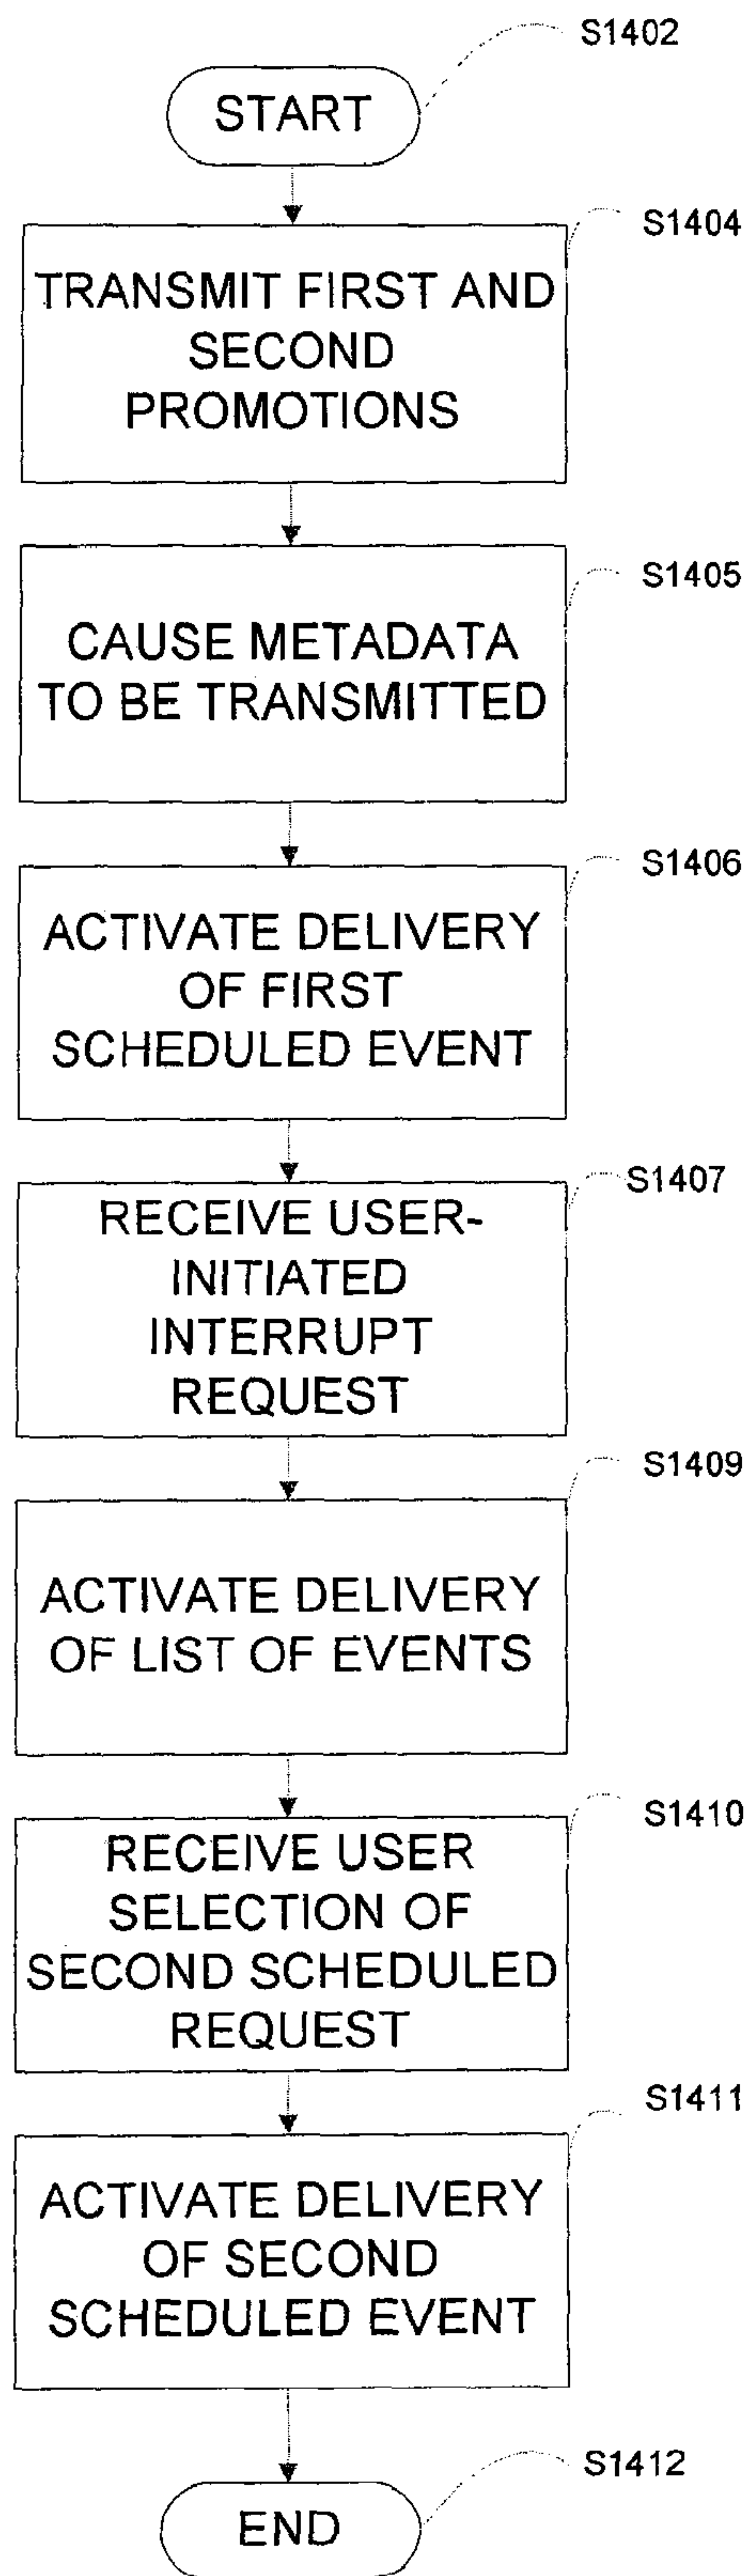 S1402
START
S1404
TRANSMIT FIRST AND
SECOND
PROMOTIONS
S1405
CAUSE METADATA
TO BE TRANSMITTED
S1406
ACTIVATE DELIVERY
OF FIRST
SCHEDULED EVENT
S1407
RECEIVE USER-
INITIATED
INTERRUPT
REQUEST
S1409
ACTIVATE DELIVERY
OF LIST OF EVENTS
S1410
RECEIVE USER
SELECTION OF
SECOND SCHEDULED
REQUEST
S1411
ACTIVATE DELIVERY
OF SECOND
SCHEDULED EVENT
S1412
END